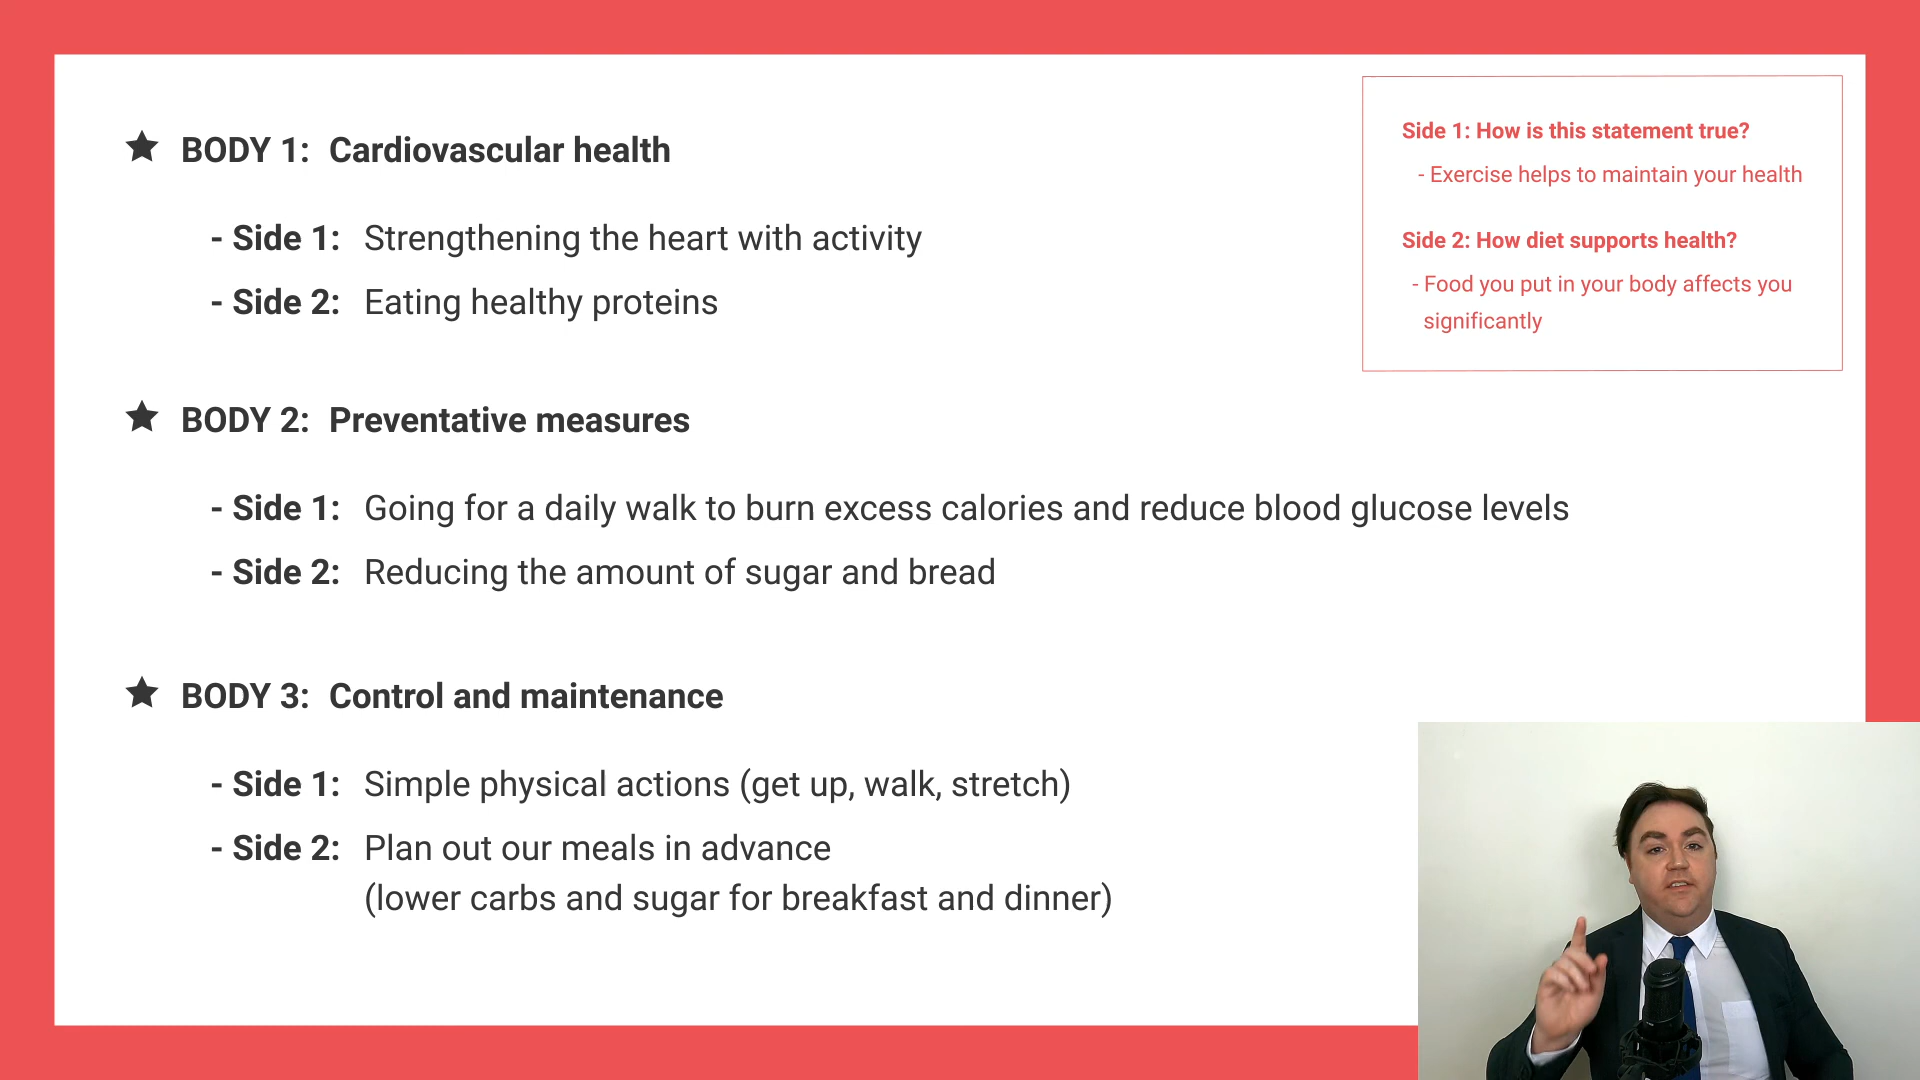 BODY 1: Cardiovascular health
- Side 1: Strengthening the heart with activity
- Side 2: Eating healthy proteins
BODY 2: Preventative measures
- Side 1: Going for a daily walk to burn excess calories and reduce blood glucose levels
- Side 2: Reducing the amount of sugar and bread
BODY 3: Control and maintenance
- Side 1: Simple physical actions (get up, walk, stretch)
- Side 2: Plan out our meals in advance
(lower carbs and sugar for breakfast and dinner)
Side 1: How is this statement true?
- Exercise helps to maintain your health
Side 2: How diet supports health?
- Food you put in your body affects you
significantly